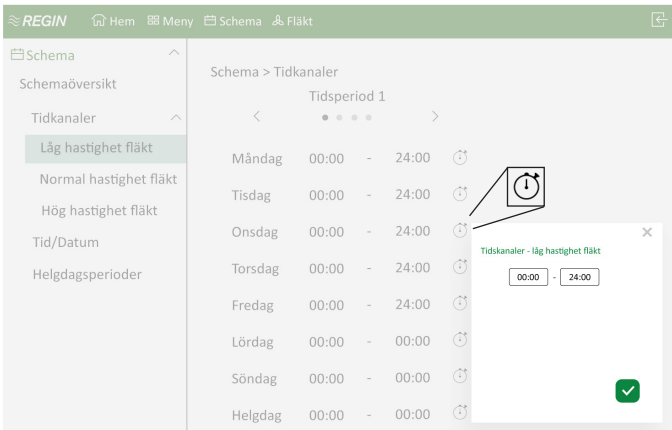 REGIN Hem Meny Schema Fläkt
Schema
Schemaöversikt
Tidkanaler
Låg hastighet fläkt
Normal hastighet fläkt
Hög hastighet fläkt
Tid/Datum
Helgdagsperioder
Schema > Tidkanaler
Tidsperiod 1
Måndag 00:00 - 24:00
Tisdag 00:00 - 24:00
Onsdag 00:00 - 24:00
Torsdag 00:00 - 24:00
Fredag 00:00 - 24:00
Lördag 00:00 - 00:00
Söndag 00:00 - 00:00
Helgdag 00:00 - 00:00
Tidskanaler - låg hastighet fläkt
00:00 - 24:00